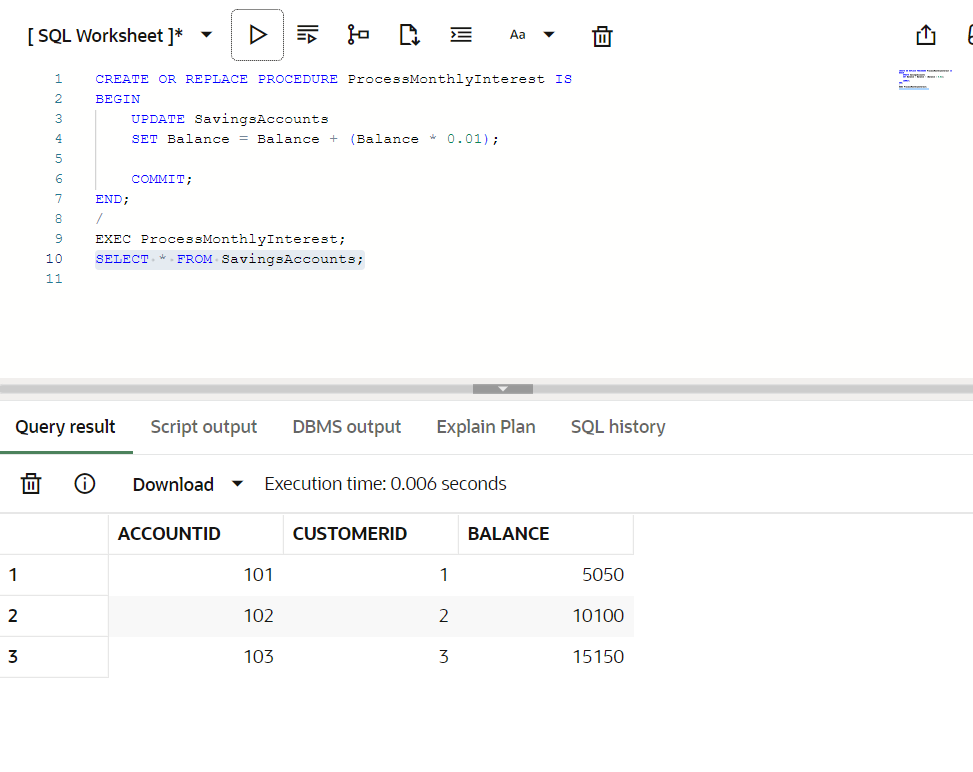 [ SQL Worksheet ]* Aa
1 CREATE OR REPLACE PROCEDURE ProcessMonthlyInterest IS
2 BEGIN
3 UPDATE SavingsAccounts
4 SET Balance = Balance + (Balance * 0.01);
5
6 COMMIT;
7 END;
8 /
9 EXEC ProcessMonthlyInterest;
10 SELECT * FROM SavingsAccounts;
11
Query result Script output DBMS output Explain Plan SQL history
Download Execution time: 0.006 seconds
ACCOUNTID CUSTOMERID BALANCE
1 101 1 5050
2 102 2 10100
3 103 3 15150